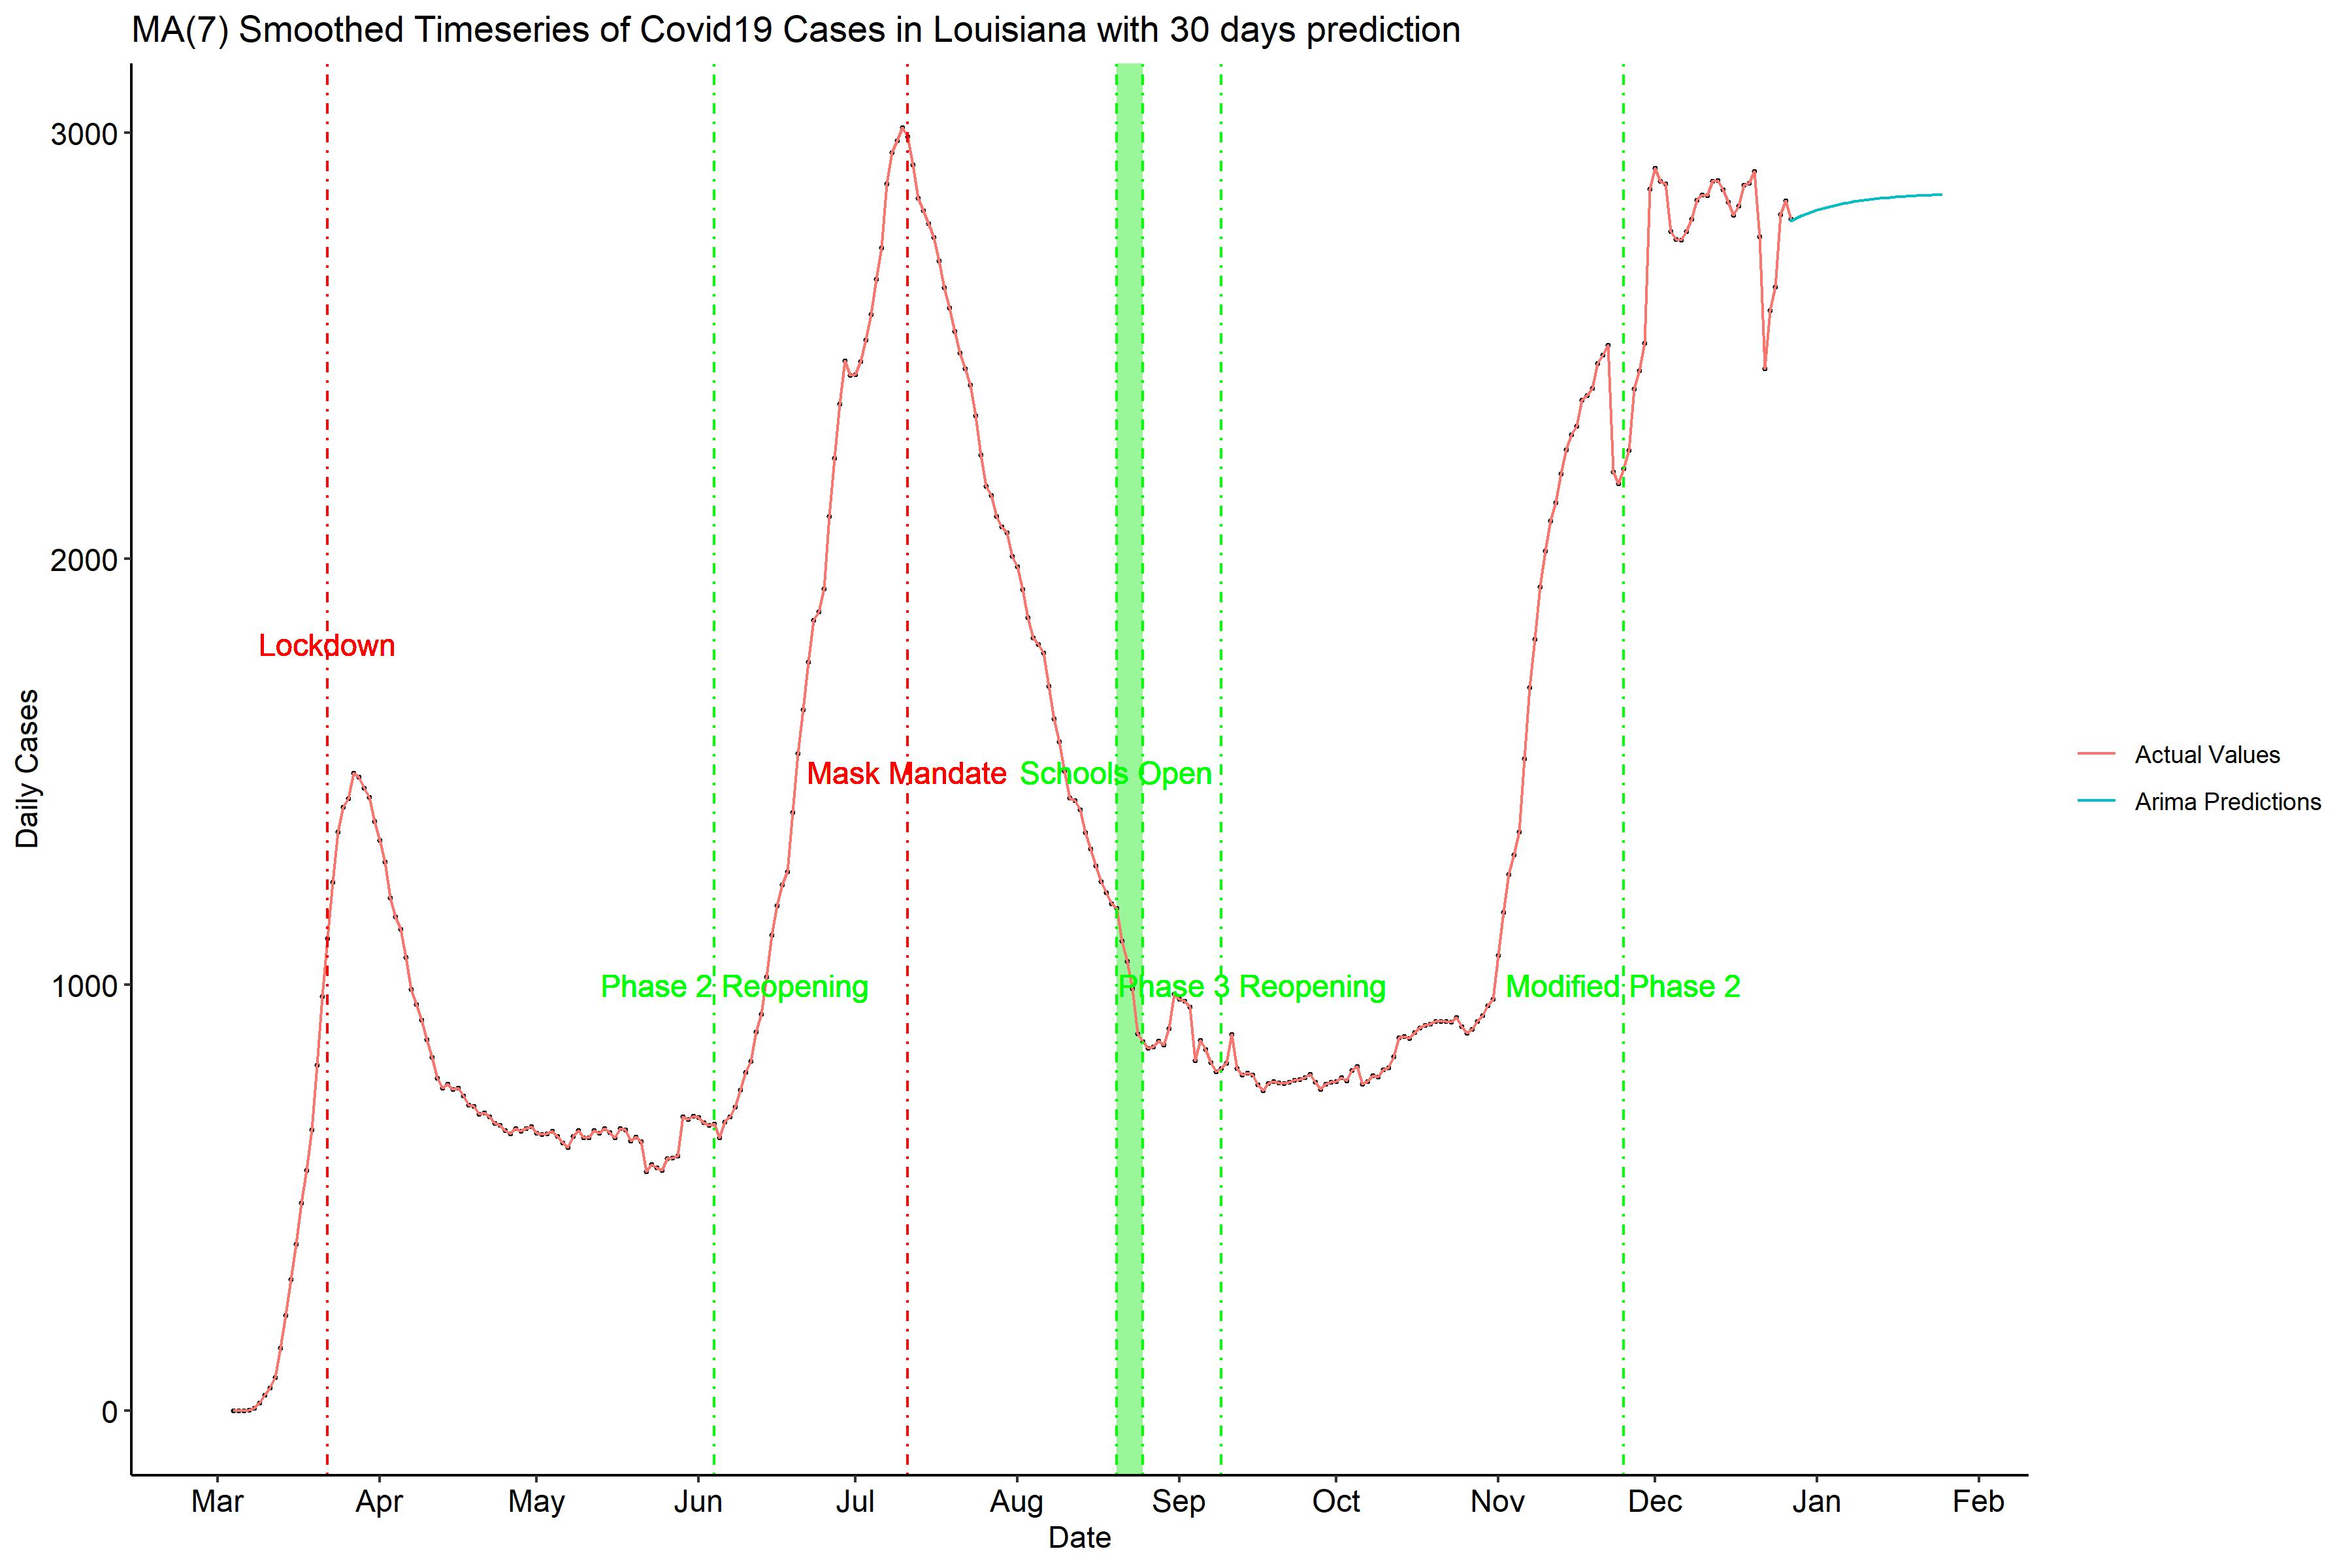 MA(7) Smoothed Timeseries of Covid19 Cases in Louisiana with 30 days prediction
3000
2000
1000
0
Daily Cases
Lockdown
Mask Mandate
Schools Open
Phase 2 Reopening
Phase 3 Reopening
Modified Phase 2
Actual Values
Arima Predictions
Mar Apr May Jun Jul Aug Sep Oct Nov Dec Jan Feb
Date